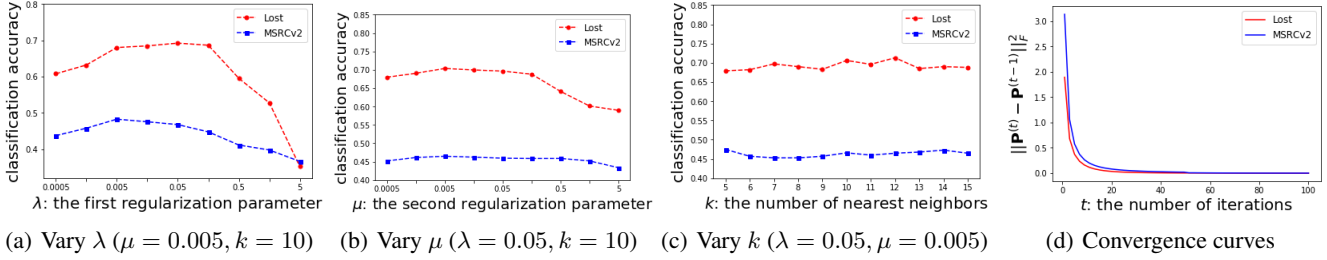 classification accuracy
0.8
0.7
0.6
0.5
0.4
Lost
MSRCv2
0.0005
0.005
0.05
0.5
5
λ: the first regularization parameter
(a) Vary λ (μ = 0.005, k = 10)
classification accuracy
0.85
0.80
0.75
0.70
0.65
0.60
0.55
0.50
0.45
0.40
Lost
MSRCv2
0.0005
0.005
0.05
0.5
5
μ: the second regularization parameter
(b) Vary μ (λ = 0.05, k = 10)
classification accuracy
0.85
0.80
0.75
0.70
0.65
0.60
0.55
0.50
0.45
0.40
Lost
MSRCv2
5 6 7 8 9 10 11 12 13 14 15
k: the number of nearest neighbors
(c) Vary k (λ = 0.05, μ = 0.005)
||P^(t) − P^(t−1)||²_F
3.0
2.5
2.0
1.5
1.0
0.5
0.0
Lost
MSRCv2
0 20 40 60 80 100
t: the number of iterations
(d) Convergence curves